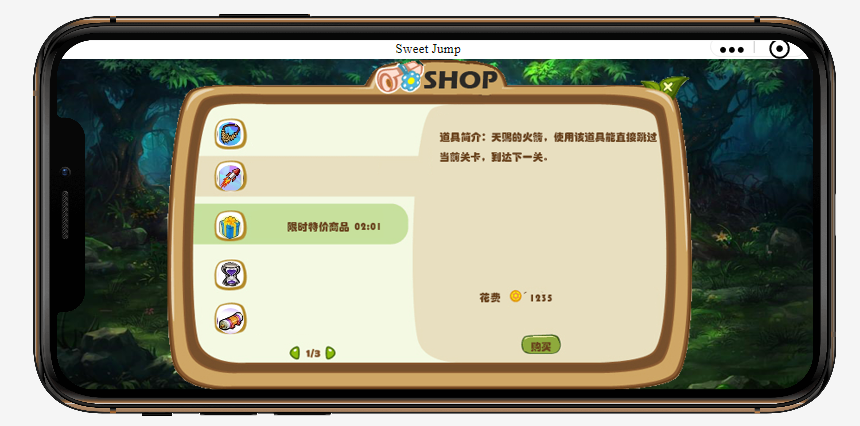 Sweet Jump
SHOP
道具简介：天赐的火箭，使用该道具能直接跳过
当前关卡，到达下一关。
限时特价商品 02:01
花费 1235
购买
1/3